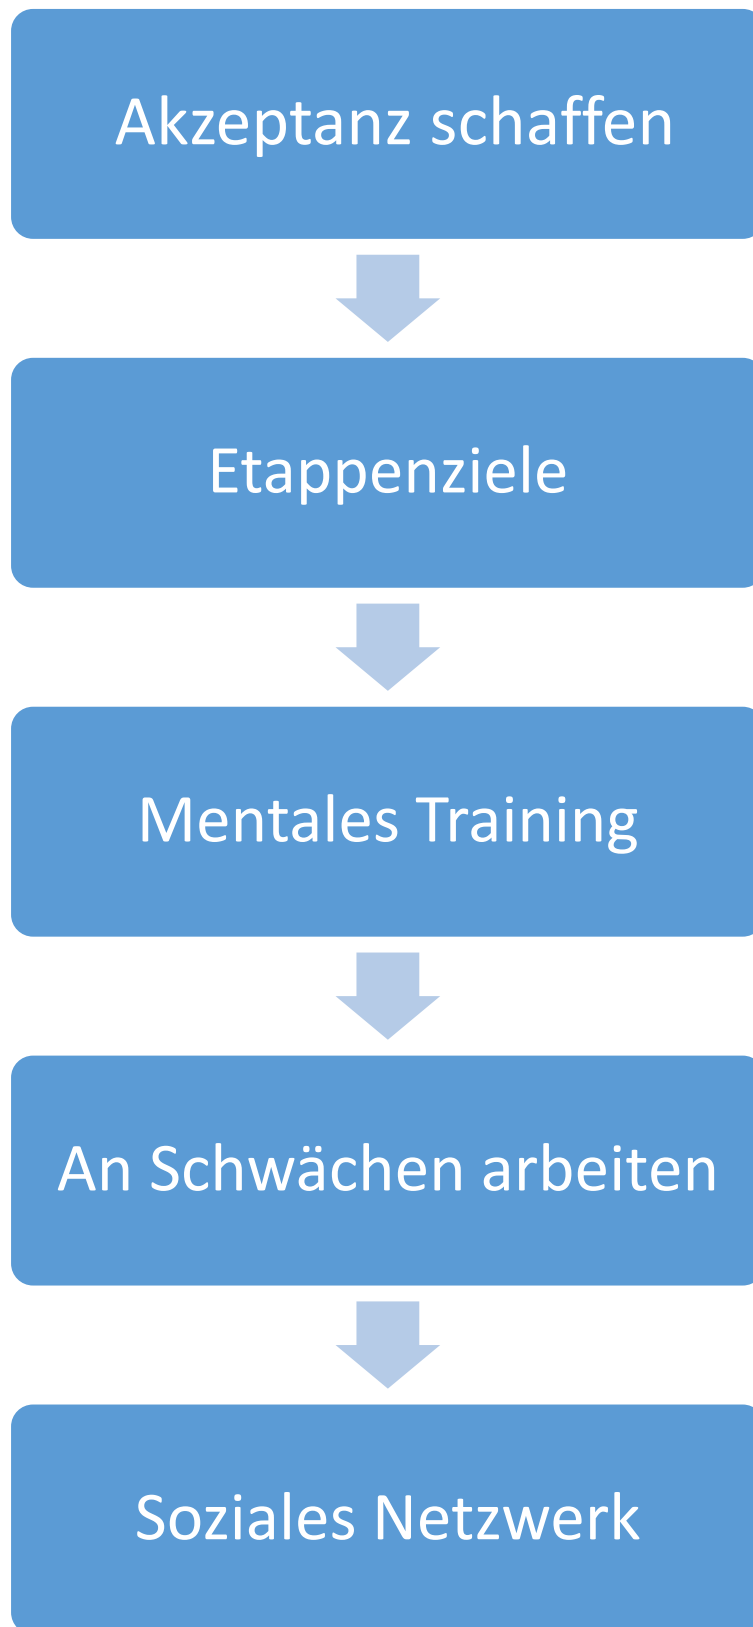 Akzeptanz schaffen
Etappenziele
Mentales Training
An Schwächen arbeiten
Soziales Netzwerk